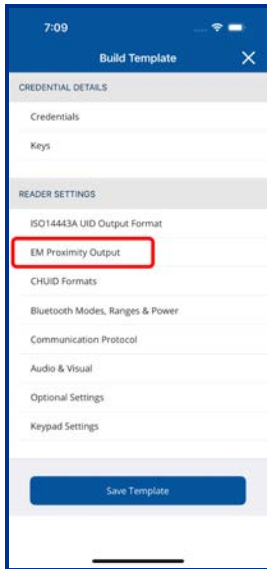 7:09
Build Template
CREDENTIAL DETAILS
Credentials
Keys
READER SETTINGS
ISO14443A UID Output Format
EM Proximity Output
CHUID Formats
Bluetooth Modes, Ranges & Power
Communication Protocol
Audio & Visual
Optional Settings
Keypad Settings
Save Template